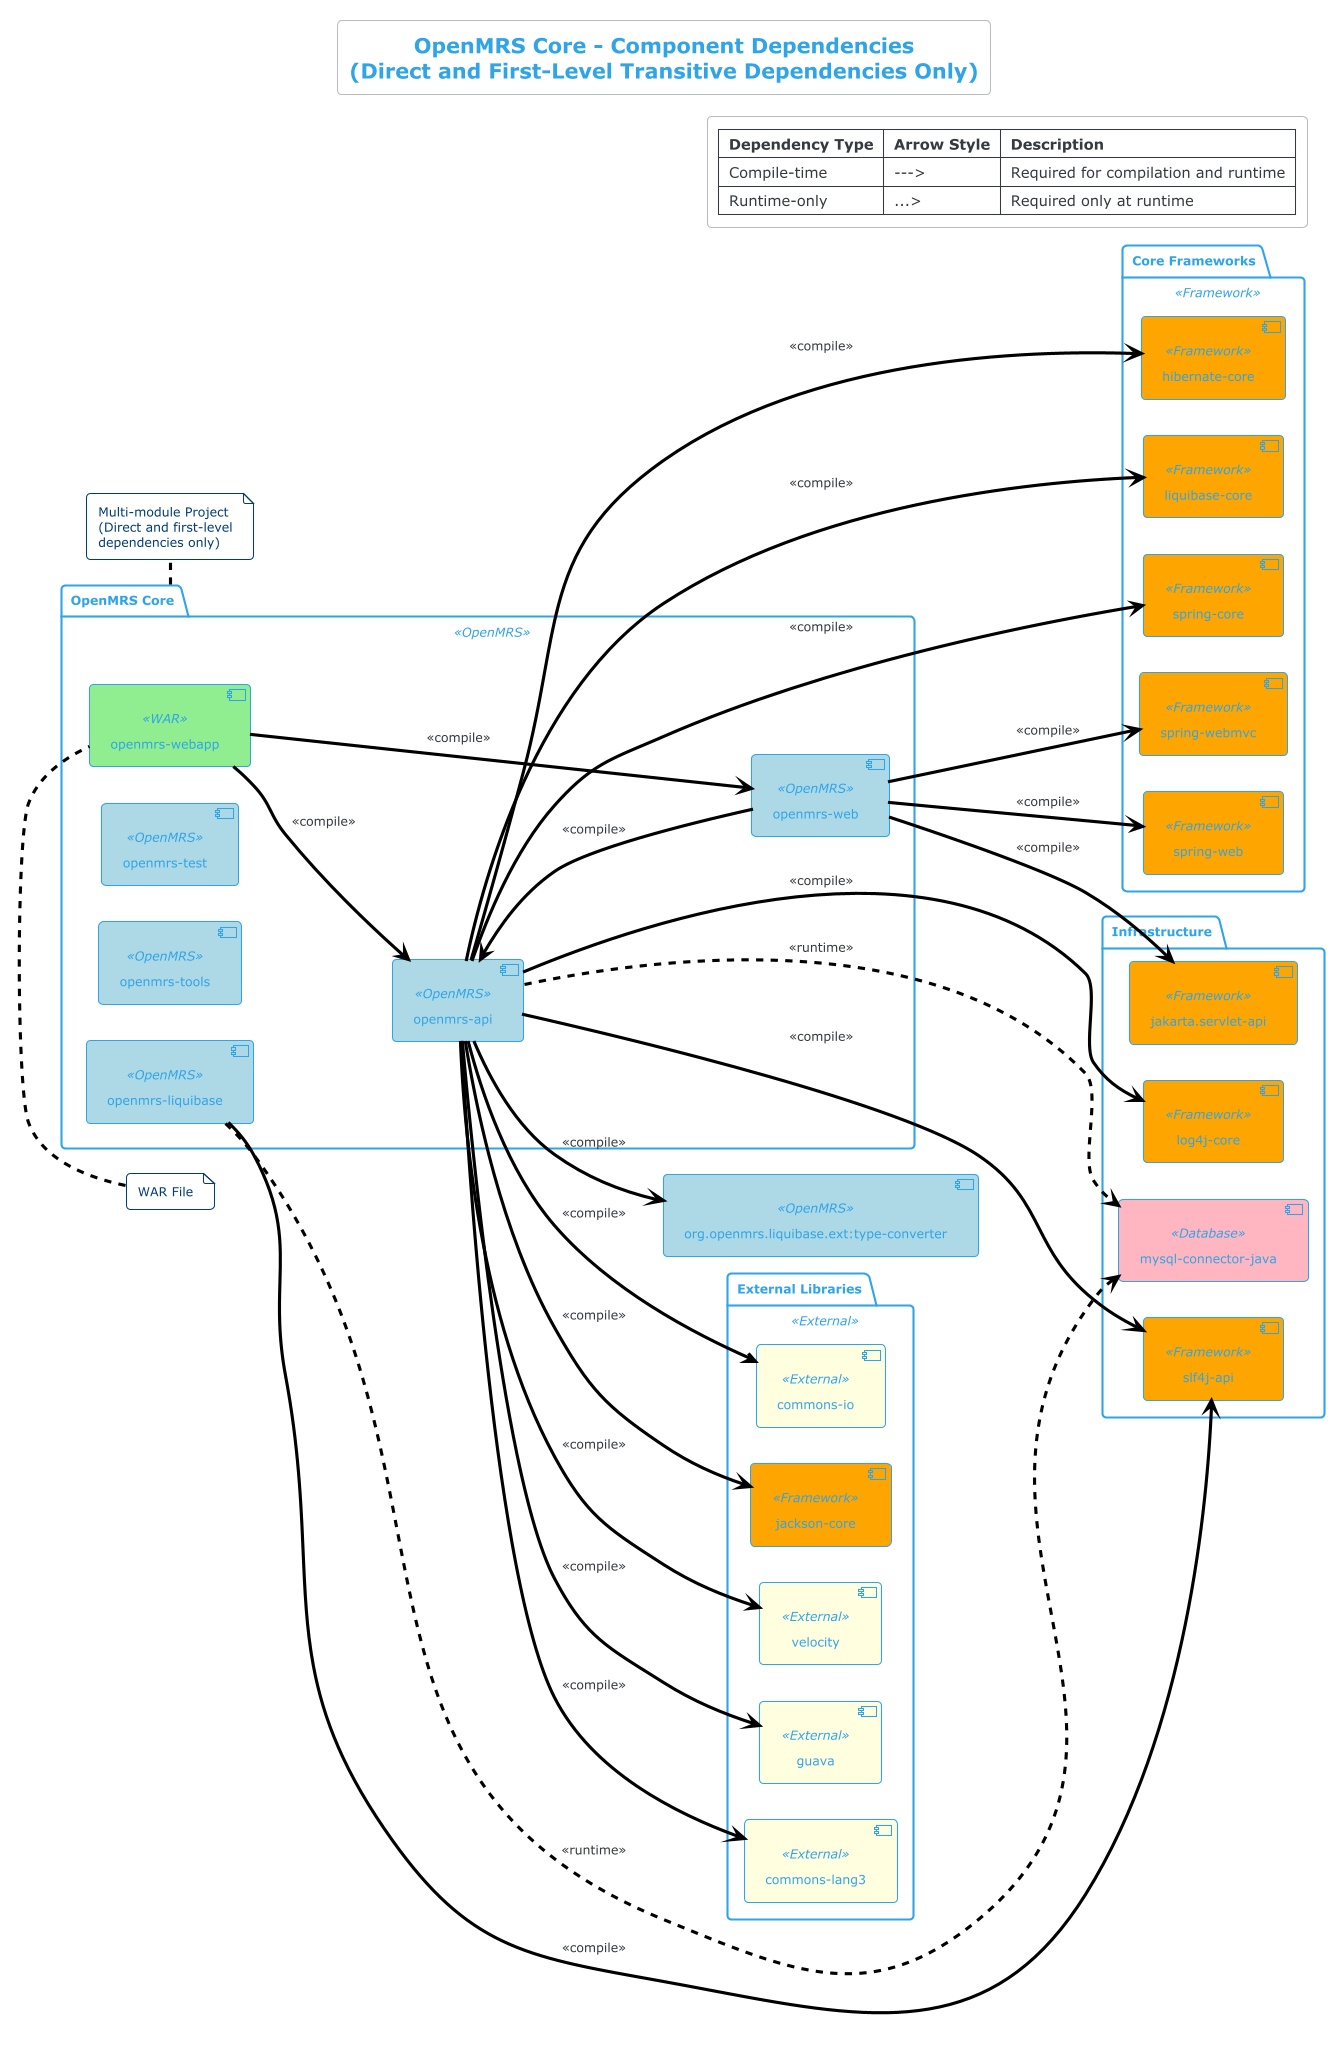 OpenMRS Core - Component Dependencies
(Direct and First-Level Transitive Dependencies Only)
Dependency Type Arrow Style Description
Compile-time ---> Required for compilation and runtime
Runtime-only ...> Required only at runtime
Core Frameworks
«Framework»
«Framework»
hibernate-core
«compile»
«Framework»
liquibase-core
«compile»
«Framework»
spring-core
«compile»
«Framework»
spring-webmvc
«compile»
«Framework»
spring-web
«compile»
Multi-module Project
(Direct and first-level
dependencies only)
OpenMRS Core
«OpenMRS»
«WAR»
openmrs-webapp
«compile»
«compile»
«OpenMRS»
openmrs-web
«compile»
«compile»
«OpenMRS»
openmrs-test
«OpenMRS»
openmrs-tools
«OpenMRS»
openmrs-api
«OpenMRS»
openmrs-liquibase
WAR File
«compile»
«runtime»
«compile»
Infrastructure
«Framework»
jakarta.servlet-api
«Framework»
log4j-core
«Database»
mysql-connector-java
«Framework»
slf4j-api
«compile»
«OpenMRS»
org.openmrs.liquibase.ext:type-converter
«compile»
External Libraries
«External»
«External»
commons-io
«compile»
«Framework»
jackson-core
«compile»
«External»
velocity
«compile»
«External»
guava
«compile»
«External»
commons-lang3
«runtime»
«compile»